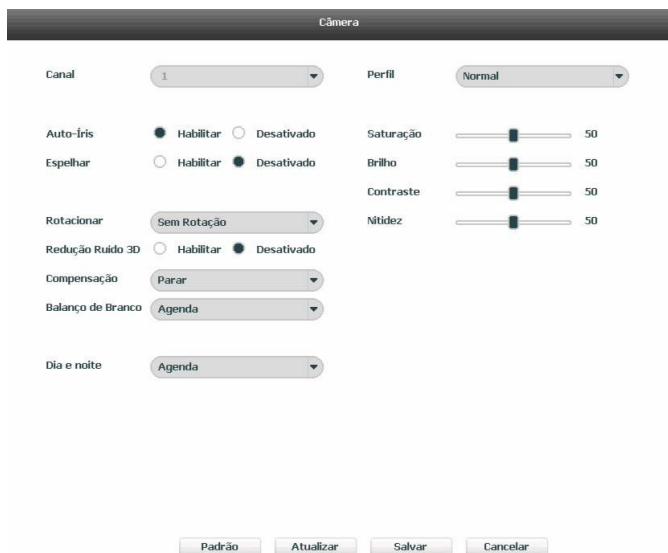 Câmera
Canal 1 Perfil Normal
Auto-Íris Habilitar Desativado Saturação 50
Espelhar Habilitar Desativado Brilho 50
Contraste 50
Rotacionar Sem Rotação Nitidez 50
Redução Ruído 3D Habilitar Desativado
Compensação Parar
Balanço de Branco Agenda
Dia e noite Agenda
Padrão Atualizar Salvar Cancelar